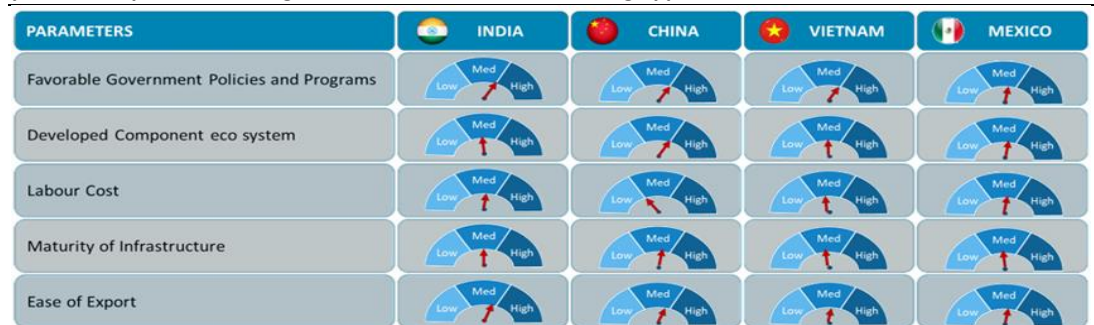 PARAMETERS INDIA CHINA VIETNAM MEXICO
Favorable Government Policies and Programs Low Med High Low Med High Low Med High Low Med High
Developed Component eco system Low Med High Low Med High Low Med High Low Med High
Labour Cost Low Med High Low Med High Low Med High Low Med High
Maturity of Infrastructure Low Med High Low Med High Low Med High Low Med High
Ease of Export Low Med High Low Med High Low Med High Low Med High